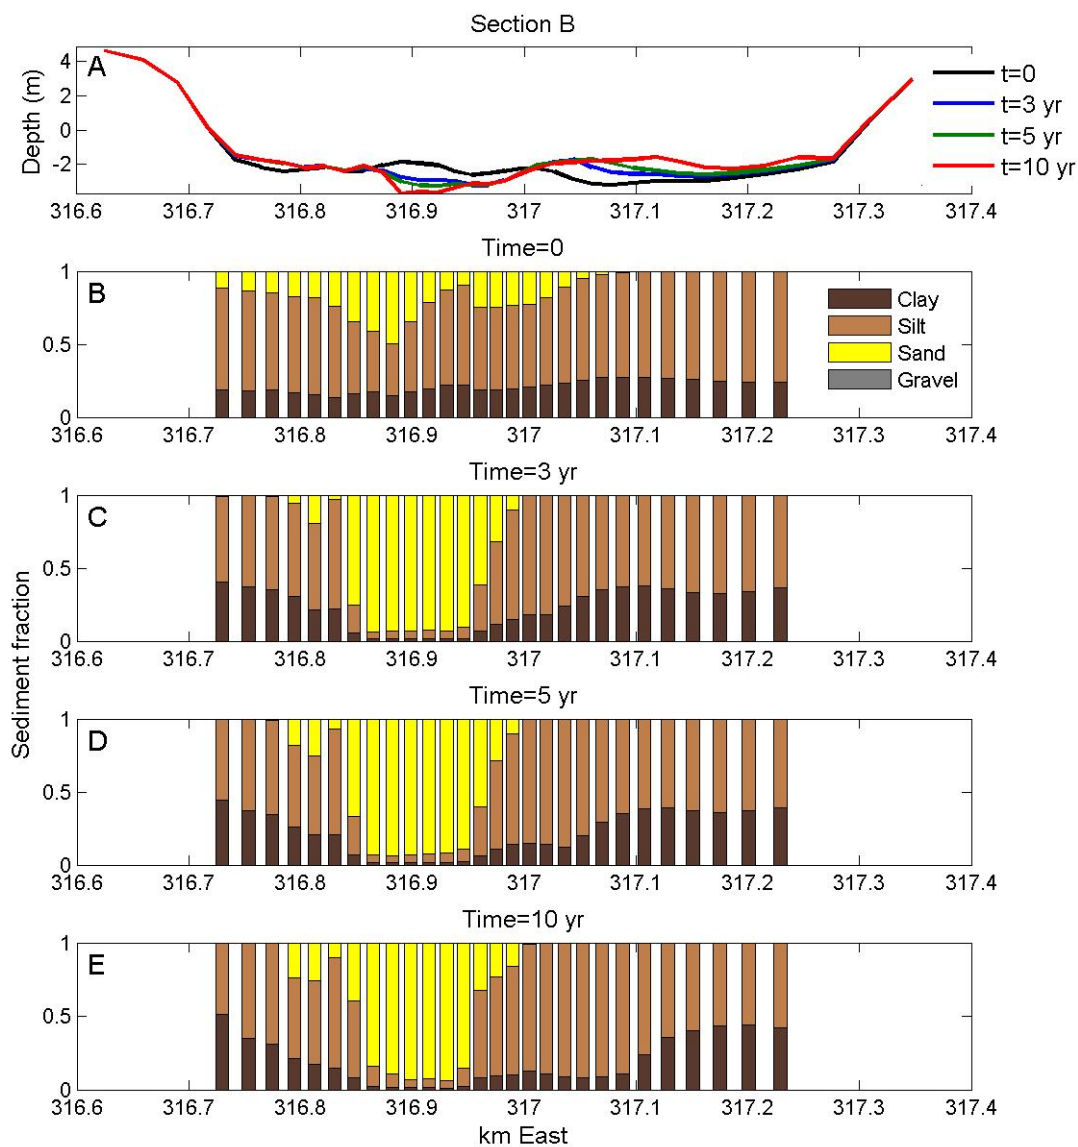 Section B
A
Depth (m)
4
2
0
-2
t=0
t=3 yr
t=5 yr
t=10 yr
316.6 316.7 316.8 316.9 317 317.1 317.2 317.3 317.4
Time=0
B
1
0.5
0
Clay
Silt
Sand
Gravel
316.6 316.7 316.8 316.9 317 317.1 317.2 317.3 317.4
Time=3 yr
C
1
0.5
0
316.6 316.7 316.8 316.9 317 317.1 317.2 317.3 317.4
Sediment fraction
Time=5 yr
D
1
0.5
0
316.6 316.7 316.8 316.9 317 317.1 317.2 317.3 317.4
Time=10 yr
E
1
0.5
0
316.6 316.7 316.8 316.9 317 317.1 317.2 317.3 317.4
km East